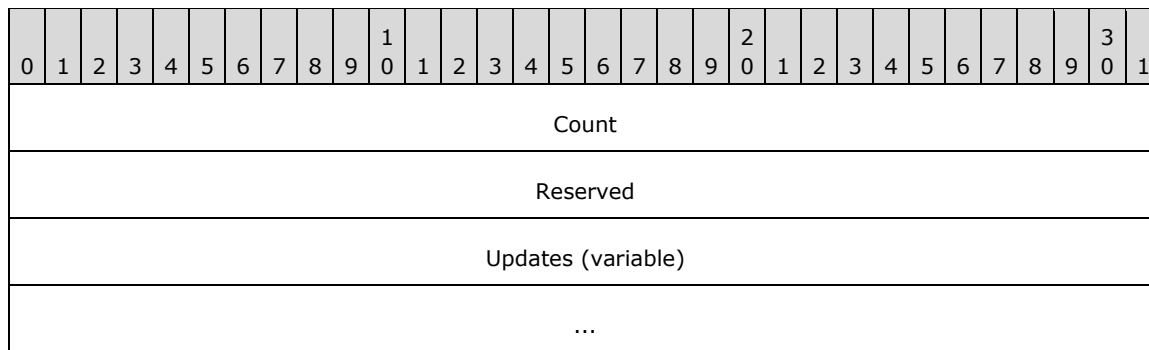 1 2 3
0 1 2 3 4 5 6 7 8 9 0 1 2 3 4 5 6 7 8 9 0 1 2 3 4 5 6 7 8 9 0 1
Count
Reserved
Updates (variable)
...